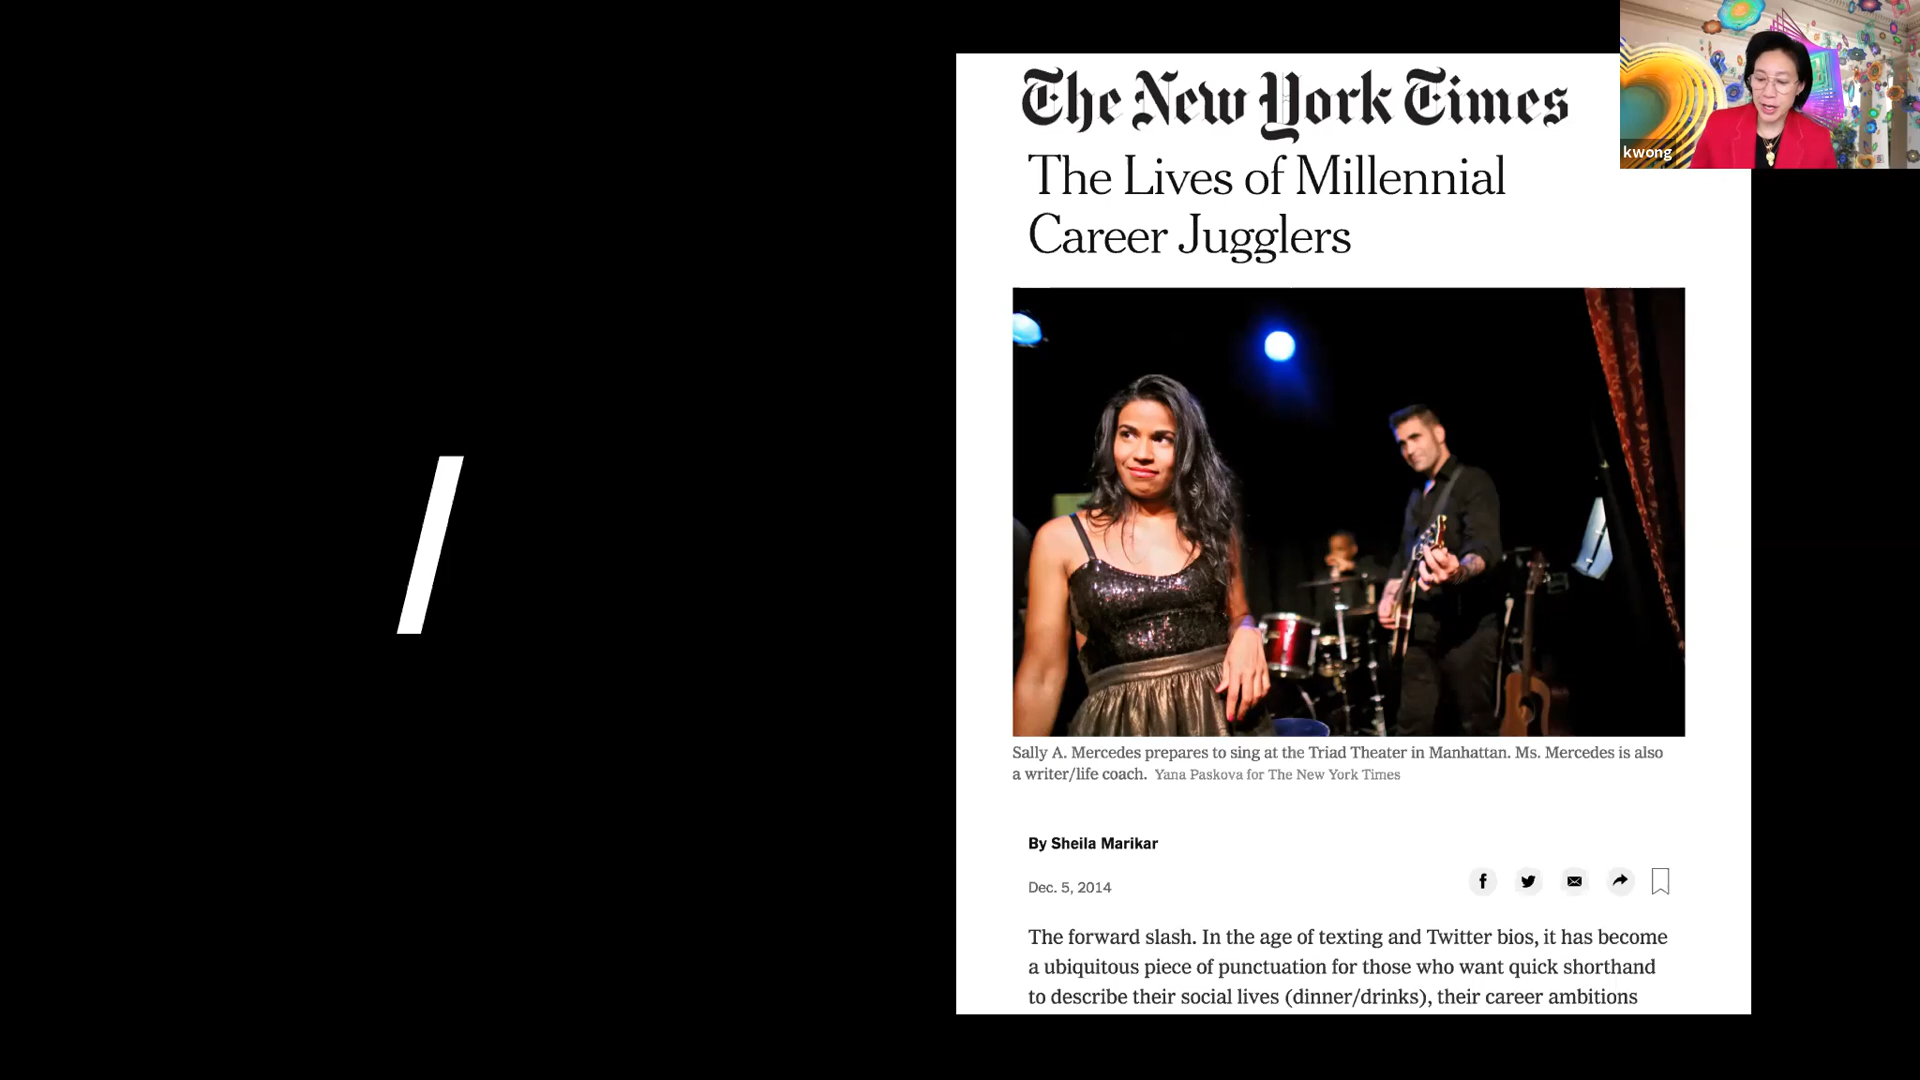 /
The New York Times
The Lives of Millennial
Career Jugglers
kwong
Sally A. Mercedes prepares to sing at the Triad Theater in Manhattan. Ms. Mercedes is also
a writer/life coach. Yana Paskova for The New York Times
By Sheila Marikar
Dec. 5, 2014
The forward slash. In the age of texting and Twitter bios, it has become
a ubiquitous piece of punctuation for those who want quick shorthand
to describe their social lives (dinner/drinks), their career ambitions